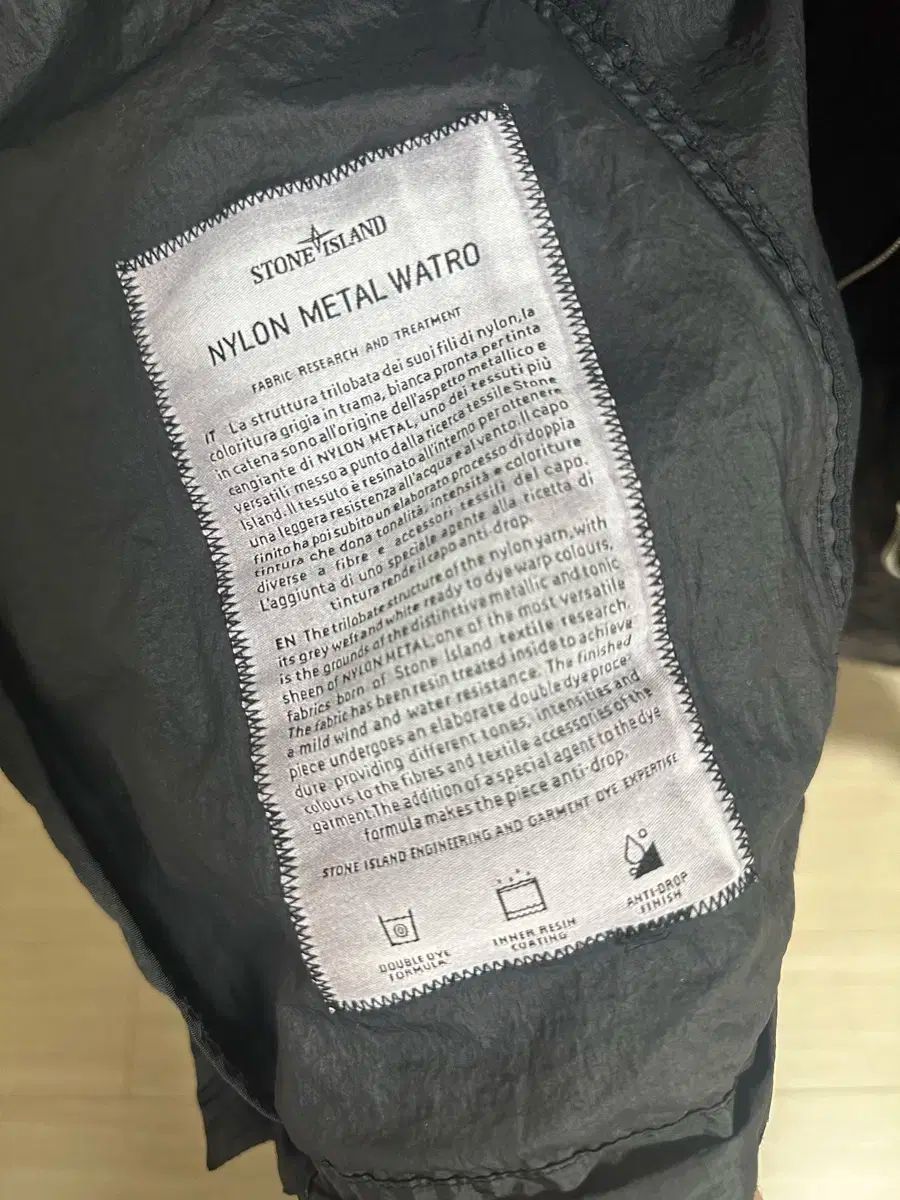 STONE ISLAND
NYLON METAL WATRO
FABRIC RESEARCH AND TREATMENT
IT La struttura trilobata dei suoi fili di nylon, la
coloritura grigia in trama, bianca pronta per tinta
in catena sono all'origine dell'aspetto metallico e
cangiante di NYLON METAL, uno dei tessuti più
versatili messo a punto dalla ricerca tessile Stone
Island. Il tessuto è resinato all'interno per ottenere
una leggera resistenza all'acqua e al vento. Il capo
finito ha poi subito un elaborato processo di doppia
tintura che dona tonalità, intensità e coloriture
diverse a fibre e accessori tessili del capo.
L'aggiunta di uno speciale agente alla ricetta di
tintura rende il capo anti-drop.
EN The trilobate structure of the nylon yarn, with
its grey weft and white ready to dye warp colours,
is the grounds of the distinctive metallic and tonic
sheen of NYLON METAL, one of the most versatile
fabrics born of Stone Island textile research.
The fabric has been resin treated inside to achieve
a mild wind and water resistance. The finished
piece undergoes an elaborate double dye proce-
dure providing different tones, intensities and
colours to the fibres and textile accessories of the
garment. The addition of a special agent to the dye
formula makes the piece anti-drop.
STONE ISLAND ENGINEERING AND GARMENT DYE EXPERTISE
DOUBLE DYE
FORMULA
INNER RESIN
COATING
ANTI-DROP
FINISH